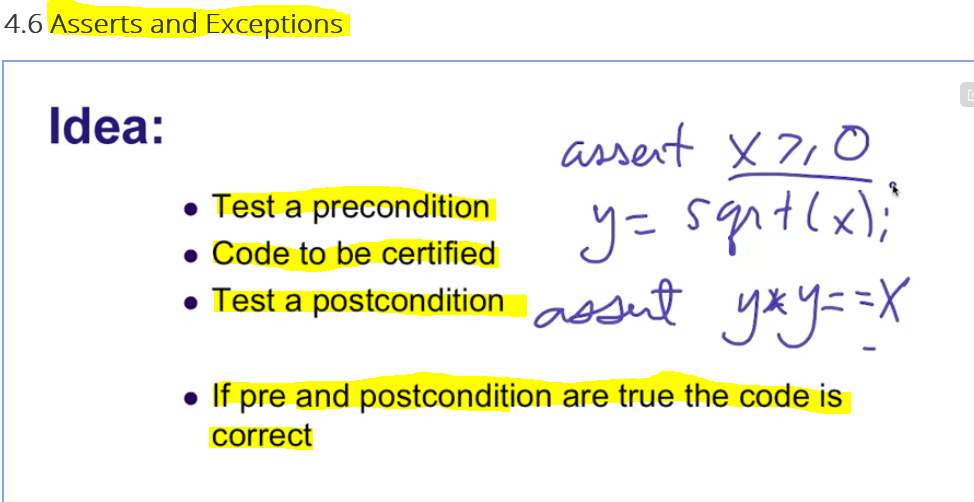 4.6 Asserts and Exceptions
Idea:
assert x ≥ 0
• Test a precondition
y = sqrt(x);
• Code to be certified
• Test a postcondition
assert y*y==x
• If pre and postcondition are true the code is
correct